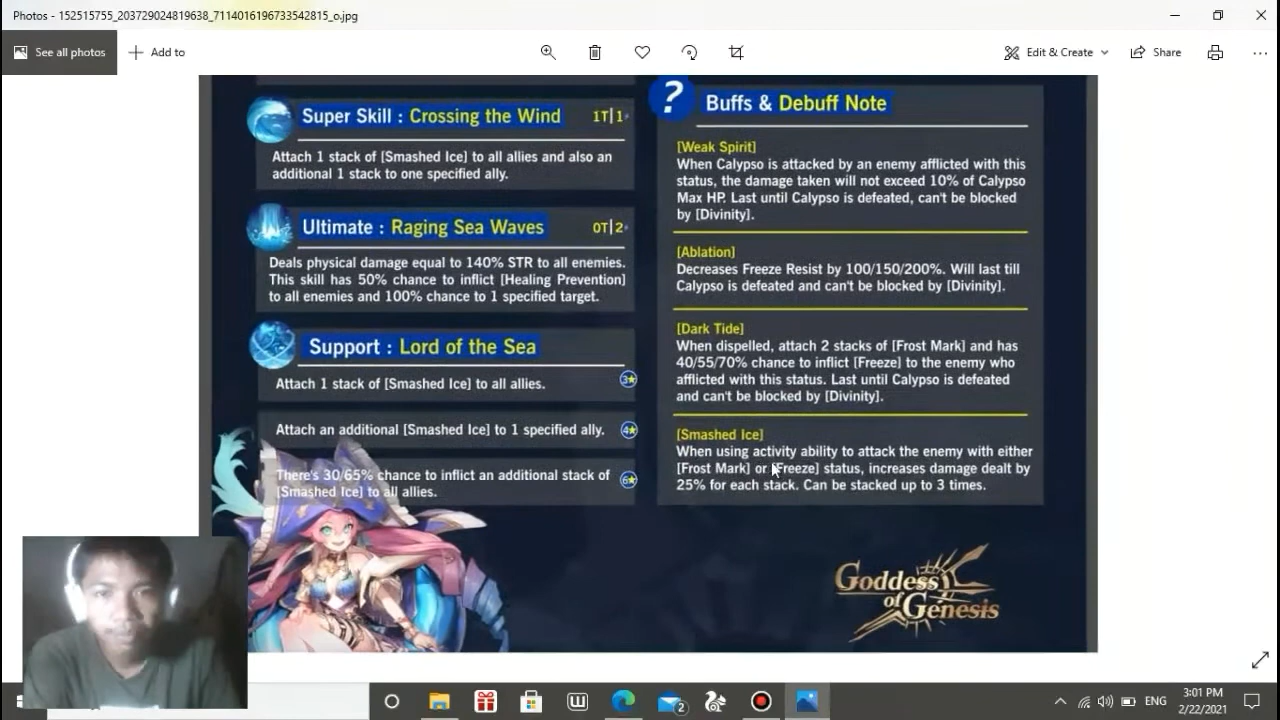 Photos - 152515755_203729024819638_7114016196733542815_o.jpg
See all photos
Add to
Edit & Create
Share
Super Skill : Crossing the Wind
1T|1
Attach 1 stack of [Smashed Ice] to all allies and also an
additional 1 stack to one specified ally.
Ultimate : Raging Sea Waves
0T|2
Deals physical damage equal to 140% STR to all enemies.
This skill has 50% chance to inflict [Healing Prevention]
to all enemies and 100% chance to 1 specified target.
Support : Lord of the Sea
Attach 1 stack of [Smashed Ice] to all allies.
3★
Attach an additional [Smashed Ice] to 1 specified ally.
4★
There's 30/65% chance to inflict an additional stack of
[Smashed Ice] to all allies.
6★
?
Buffs & Debuff Note
[Weak Spirit]
When Calypso is attacked by an enemy afflicted with this
status, the damage taken will not exceed 10% of Calypso
Max HP. Last until Calypso is defeated, can't be blocked
by [Divinity].
[Ablation]
Decreases Freeze Resist by 100/150/200%. Will last till
Calypso is defeated and can't be blocked by [Divinity].
[Dark Tide]
When dispelled, attach 2 stacks of [Frost Mark] and has
40/55/70% chance to inflict [Freeze] to the enemy who
afflicted with this status. Last until Calypso is defeated
and can't be blocked by [Divinity].
[Smashed Ice]
When using activity ability to attack the enemy with either
[Frost Mark] or [Freeze] status, increases damage dealt by
25% for each stack. Can be stacked up to 3 times.
Goddess
of Genesis
2
ENG
3:01 PM
2/22/2021